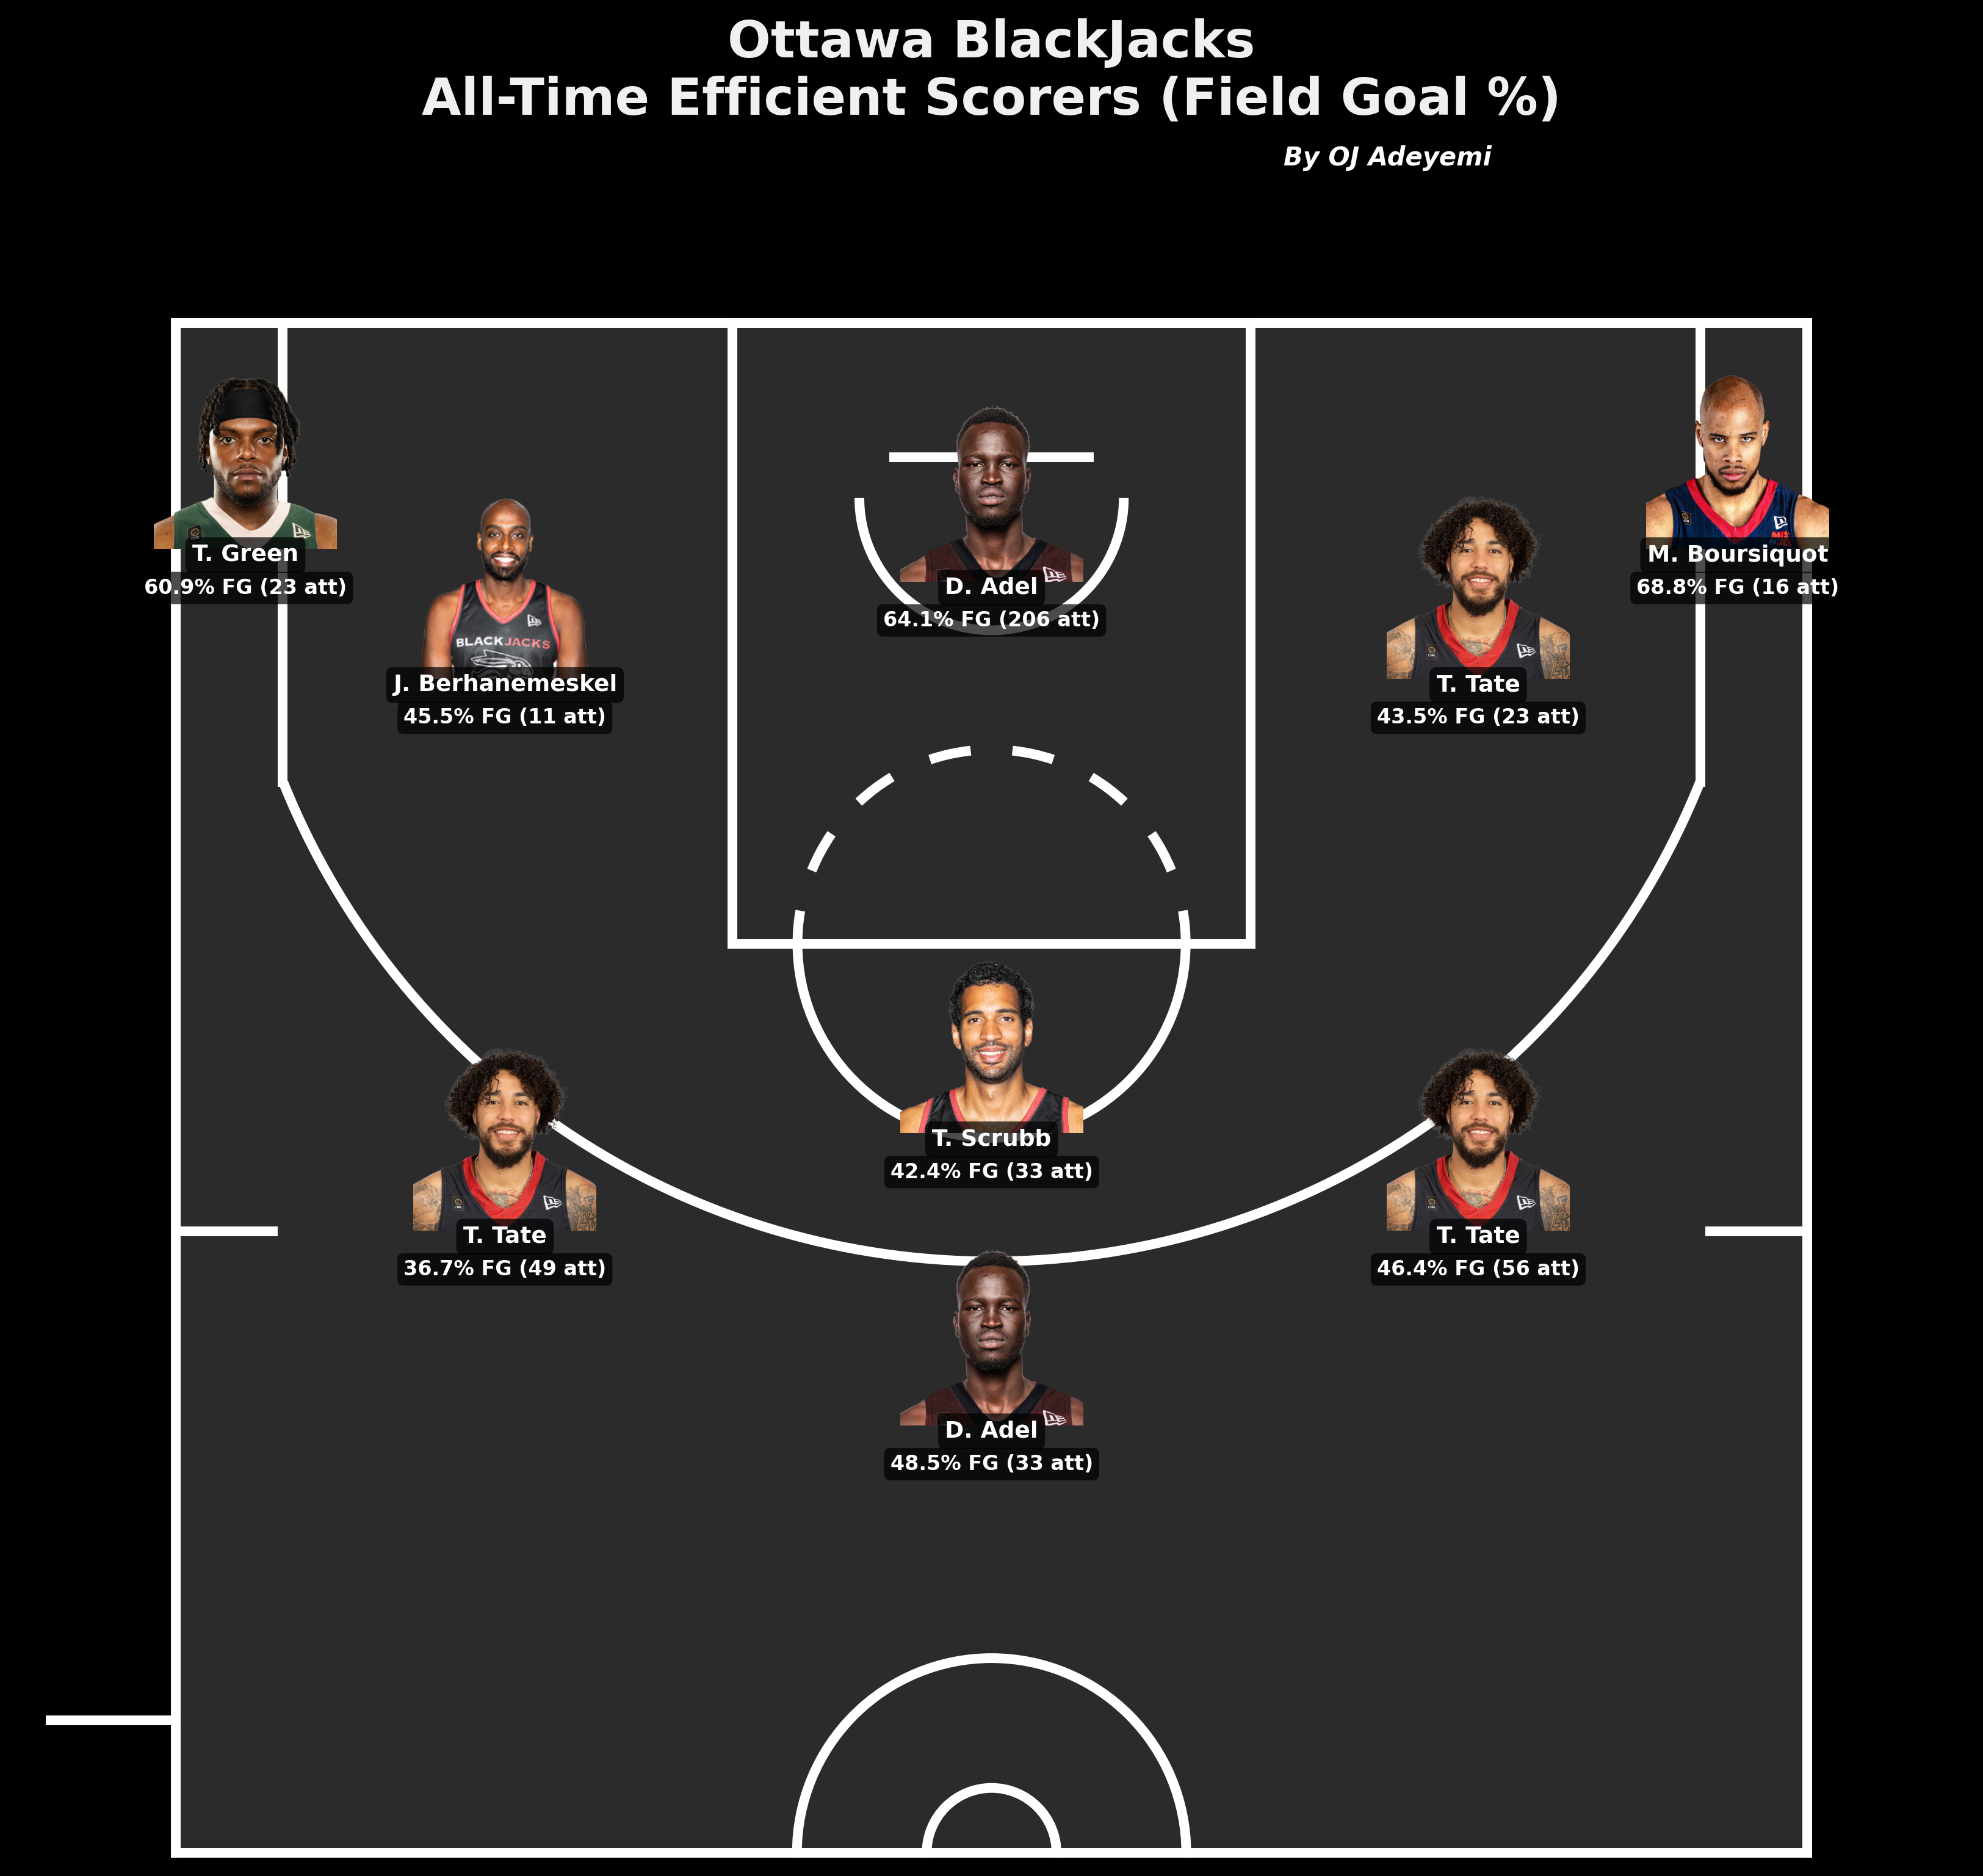 Ottawa BlackJacks
All-Time Efficient Scorers (Field Goal %)
By OJ Adeyemi
T. Green
60.9% FG (23 att)
M. Boursiquot
68.8% FG (16 att)
D. Adel
64.1% FG (206 att)
BLACKJACKS
J. Berhanemeskel
45.5% FG (11 att)
T. Tate
43.5% FG (23 att)
T. Scrubb
42.4% FG (33 att)
T. Tate
36.7% FG (49 att)
T. Tate
46.4% FG (56 att)
D. Adel
48.5% FG (33 att)